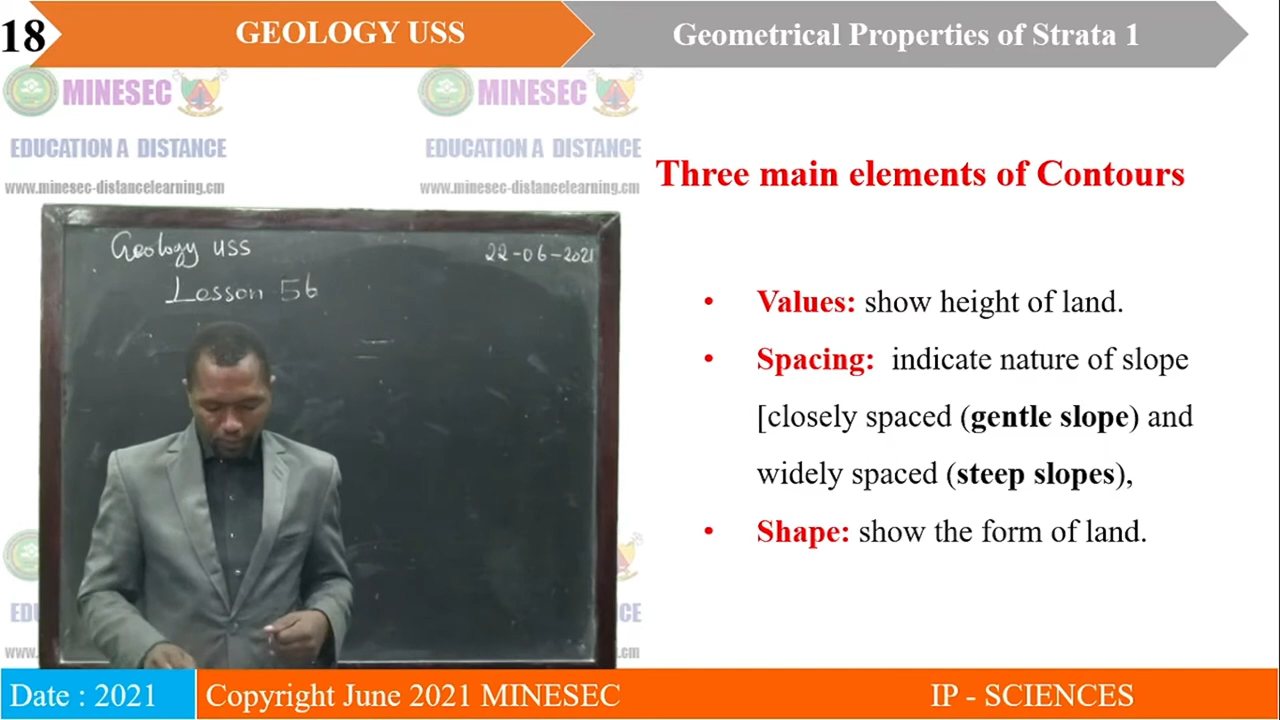 18
GEOLOGY USS
Geometrical Properties of Strata 1
MINESEC
MINESEC
EDUCATION A DISTANCE
EDUCATION A DISTANCE
www.minesec-distancelearning.cm
www.minesec-distancelearning.cm
Three main elements of Contours
Geology USS
22-06-2021
Lesson 56
• Values: show height of land.
• Spacing: indicate nature of slope
[closely spaced (gentle slope) and
widely spaced (steep slopes),
• Shape: show the form of land.
Date : 2021
Copyright June 2021 MINESEC
IP - SCIENCES